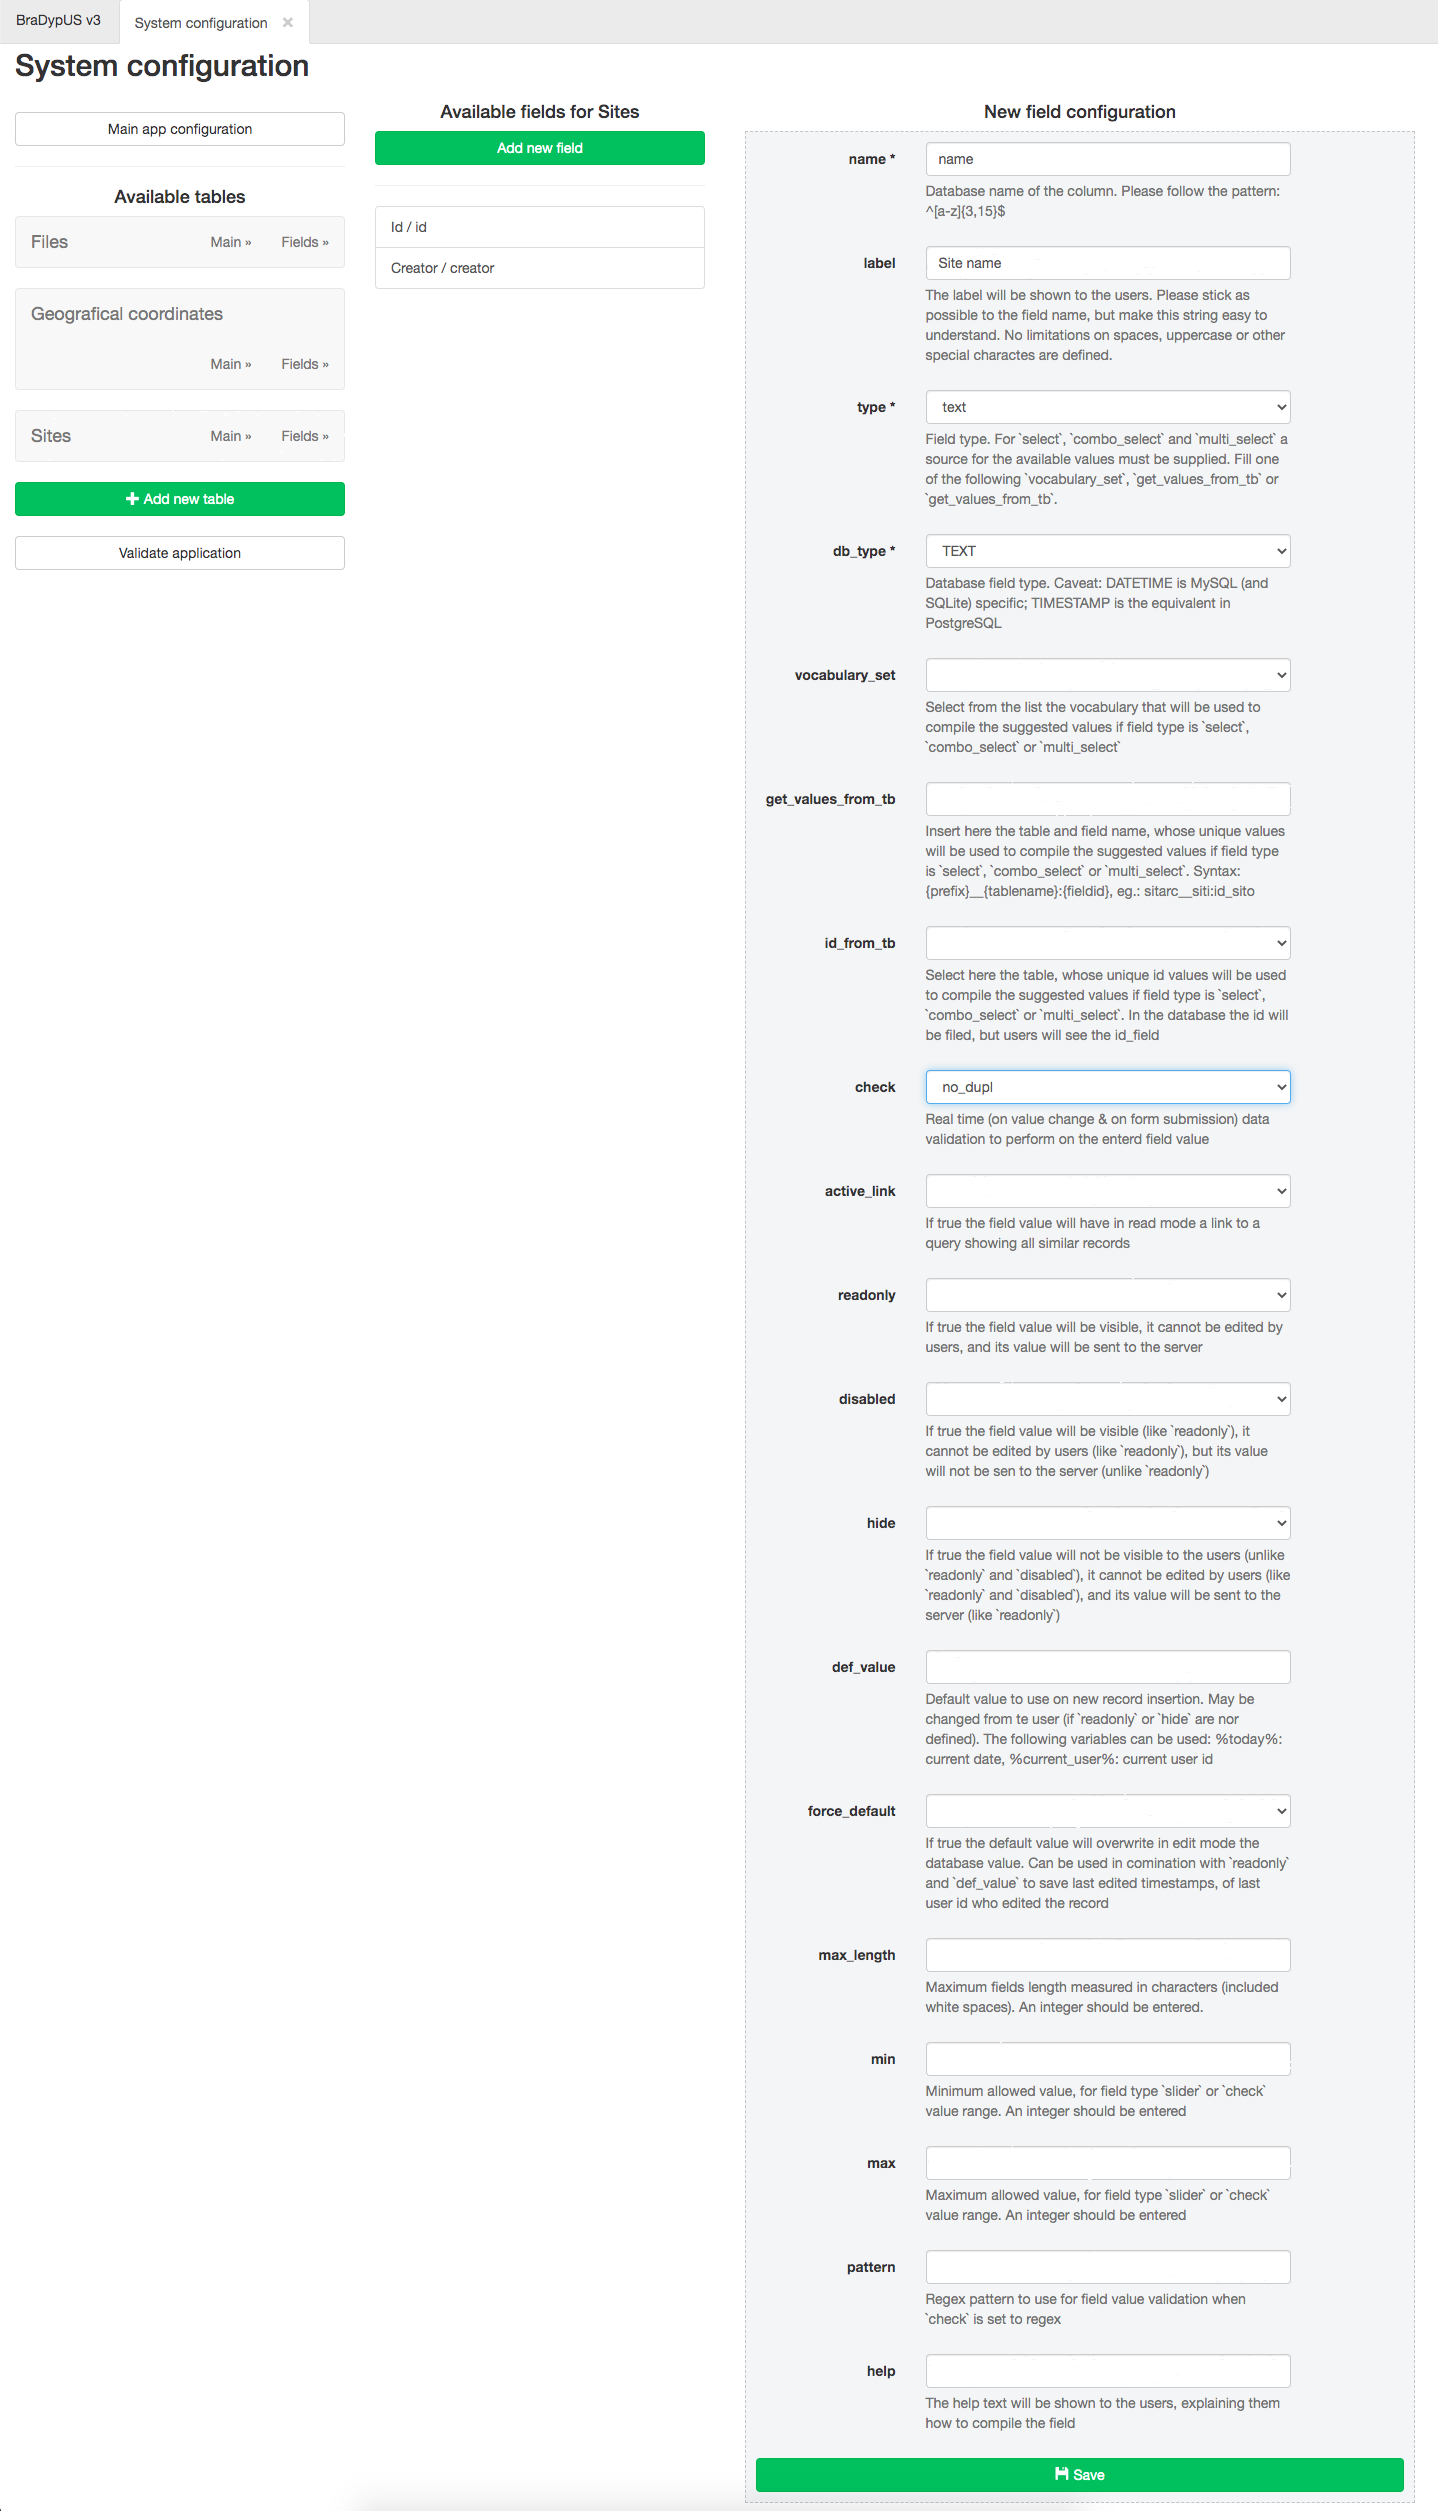 BraDypUS v3
System configuration ×
System configuration
Main app configuration
Available tables
Files Main » Fields »
Geografical coordinates
Main » Fields »
Sites Main » Fields »
Add new table
Validate application
Available fields for Sites
Add new field
Id / id
Creator / creator
New field configuration
name * name
Database name of the column. Please follow the pattern:
^[a-z]{3,15}$
label Site name
The label will be shown to the users. Please stick as
possible to the field name, but make this string easy to
understand. No limitations on spaces, uppercase or other
special charactes are defined.
type * text
Field type. For `select`, `combo_select` and `multi_select` a
source for the available values must be supplied. Fill one
of the following `vocabulary_set`, `get_values_from_tb` or
`get_values_from_tb`.
db_type * TEXT
Database field type. Caveat: DATETIME is MySQL (and
SQLite) specific; TIMESTAMP is the equivalent in
PostgreSQL
vocabulary_set
Select from the list the vocabulary that will be used to
compile the suggested values if field type is `select`,
`combo_select` or `multi_select`
get_values_from_tb
Insert here the table and field name, whose unique values
will be used to compile the suggested values if field type
is `select`, `combo_select` or `multi_select`. Syntax:
{prefix}__{tablename}:{fieldid}, eg.: sitarc__siti:id_sito
id_from_tb
Select here the table, whose unique id values will be used
to compile the suggested values if field type is `select`,
`combo_select` or `multi_select`. In the database the id will
be filed, but users will see the id_field
check no_dupl
Real time (on value change & on form submission) data
validation to perform on the enterd field value
active_link
If true the field value will have in read mode a link to a
query showing all similar records
readonly
If true the field value will be visible, it cannot be edited by
users, and its value will be sent to the server
disabled
If true the field value will be visible (like `readonly`), it
cannot be edited by users (like `readonly`), but its value
will not be sen to the server (unlike `readonly`)
hide
If true the field value will not be visible to the users (unlike
`readonly` and `disabled`), it cannot be edited by users (like
`readonly` and `disabled`), and its value will be sent to the
server (like `readonly`)
def_value
Default value to use on new record insertion. May be
changed from te user (if `readonly` or `hide` are nor
defined). The following variables can be used: %today%:
current date, %current_user%: current user id
force_default
If true the default value will overwrite in edit mode the
database value. Can be used in comination with `readonly`
and `def_value` to save last edited timestamps, of last
user id who edited the record
max_length
Maximum fields length measured in characters (included
white spaces). An integer should be entered.
min
Minimum allowed value, for field type `slider` or `check`
value range. An integer should be entered
max
Maximum allowed value, for field type `slider` or `check`
value range. An integer should be entered
pattern
Regex pattern to use for field value validation when
`check` is set to regex
help
The help text will be shown to the users, explaining them
how to compile the field
Save